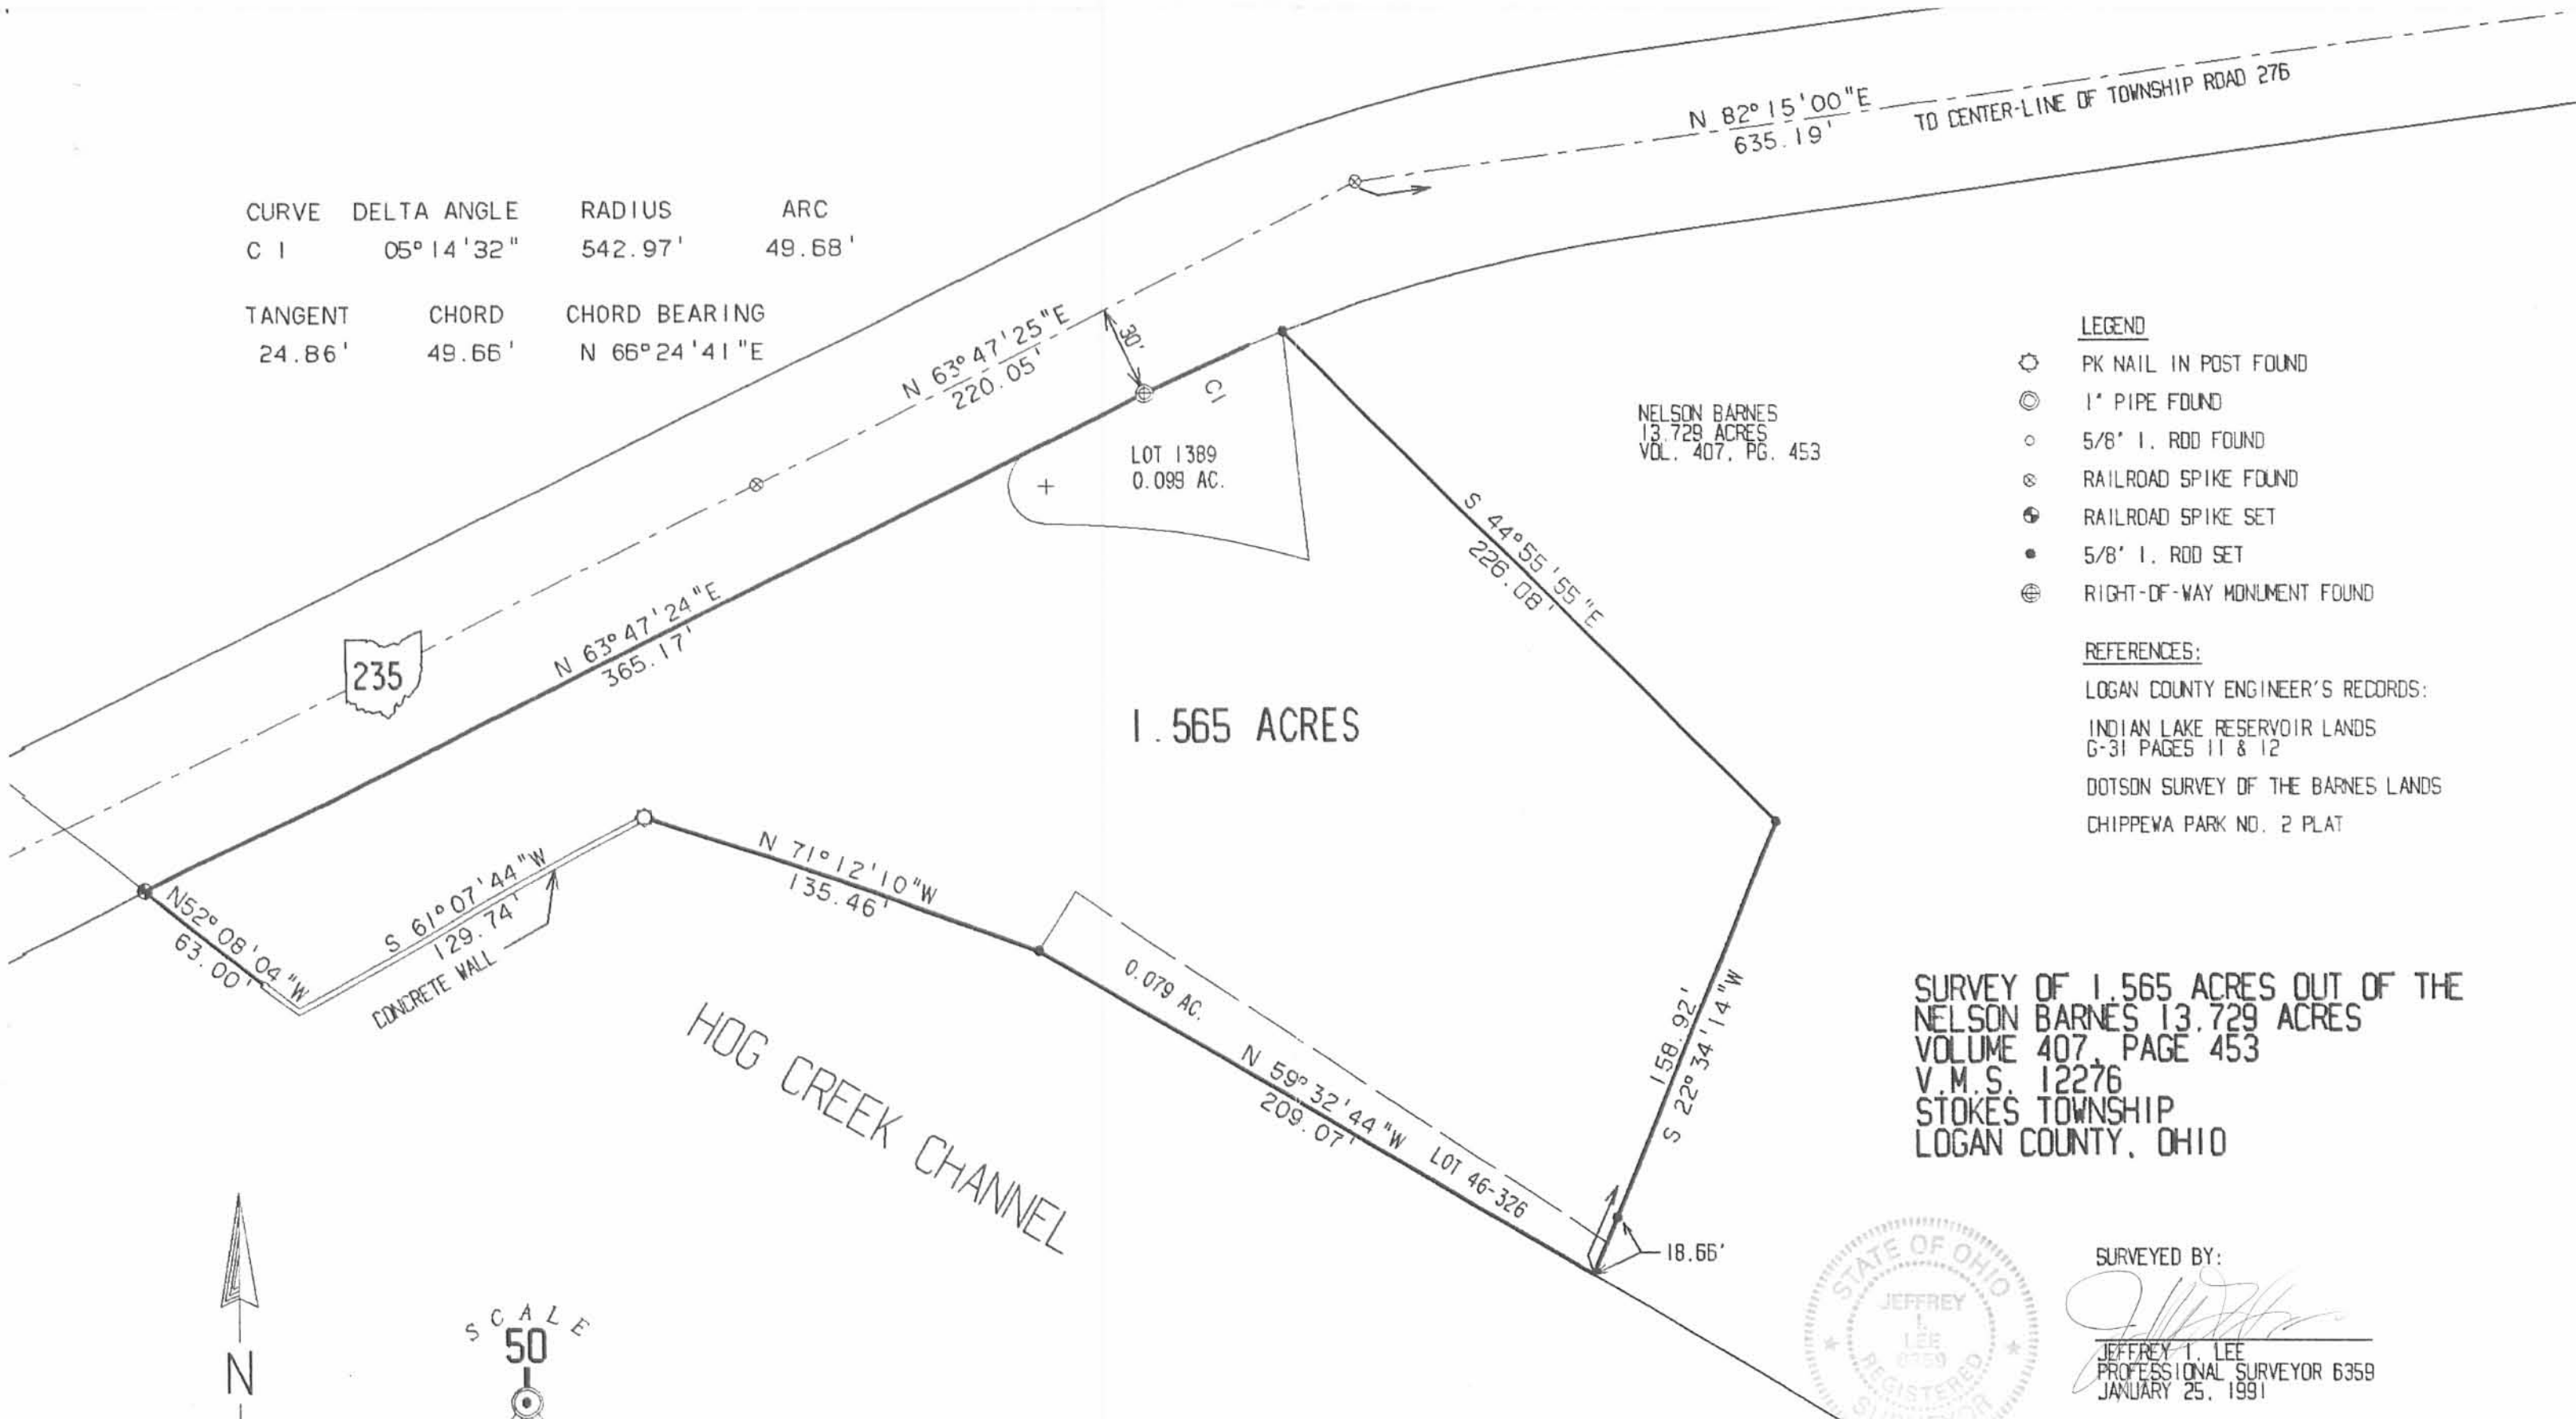 N 82°15'00"E
635.19'
TO CENTER-LINE OF TOWNSHIP ROAD 276
CURVE DELTA ANGLE RADIUS ARC
C 1 05°14'32" 542.97' 49.68'
TANGENT CHORD CHORD BEARING
24.86' 49.66' N 66°24'41"E
N 63°47'25"E
220.05'
30'
C1
LOT 1389
0.099 AC.
NELSON BARNES
13.729 ACRES
VOL. 407, PG. 453
S 44°55'55"E
226.08'
LEGEND
PK NAIL IN POST FOUND
1" PIPE FOUND
5/8" I. ROD FOUND
RAILROAD SPIKE FOUND
RAILROAD SPIKE SET
5/8" I. ROD SET
RIGHT-OF-WAY MONUMENT FOUND
REFERENCES:
LOGAN COUNTY ENGINEER'S RECORDS:
INDIAN LAKE RESERVOIR LANDS
G-31 PAGES 11 & 12
DOTSON SURVEY OF THE BARNES LANDS
CHIPPEWA PARK NO. 2 PLAT
235
N 63°47'24"E
365.17'
1.565 ACRES
N52°08'04"W
63.00'
S 61°07'44"W
129.74'
CONCRETE WALL
N 71°12'10"W
135.46'
0.079 AC.
N 59°32'44"W
209.07'
LOT 46-326
158.92'
S 22°34'14"W
18.66'
HOG CREEK CHANNEL
SURVEY OF 1.565 ACRES OUT OF THE
NELSON BARNES 13.729 ACRES
VOLUME 407, PAGE 453
V.M.S. 12276
STOKES TOWNSHIP
LOGAN COUNTY, OHIO
N
SCALE
50
STATE OF OHIO
JEFFREY
I.
LEE
6359
REGISTERED
SURVEYOR
SURVEYED BY:
JEFFREY I. LEE
PROFESSIONAL SURVEYOR 6359
JANUARY 25, 1991